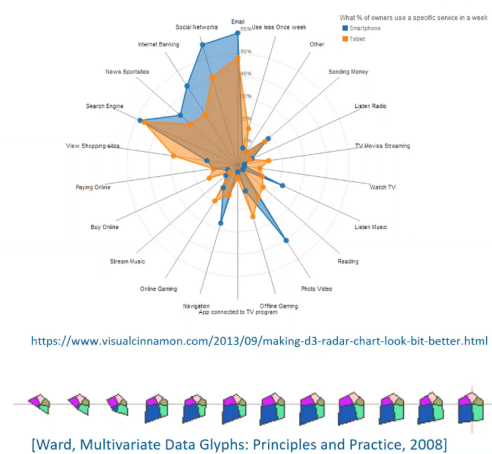 What % of owners use a specific service in a week
Smartphone
Tablet
Email
Social Networks
Use less Once week
Internet Banking
Other
News Sportsites
Sending Money
Search Engine
Listen Radio
View Shopping sites
TV Movies Streaming
Paying Online
Watch TV
Buy Online
Listen Music
Stream Music
Reading
Online Gaming
Photo Video
Navigation
Offline Gaming
App connected to TV program
60%
50%
40%
https://www.visualcinnamon.com/2013/09/making-d3-radar-chart-look-bit-better.html
[Ward, Multivariate Data Glyphs: Principles and Practice, 2008]